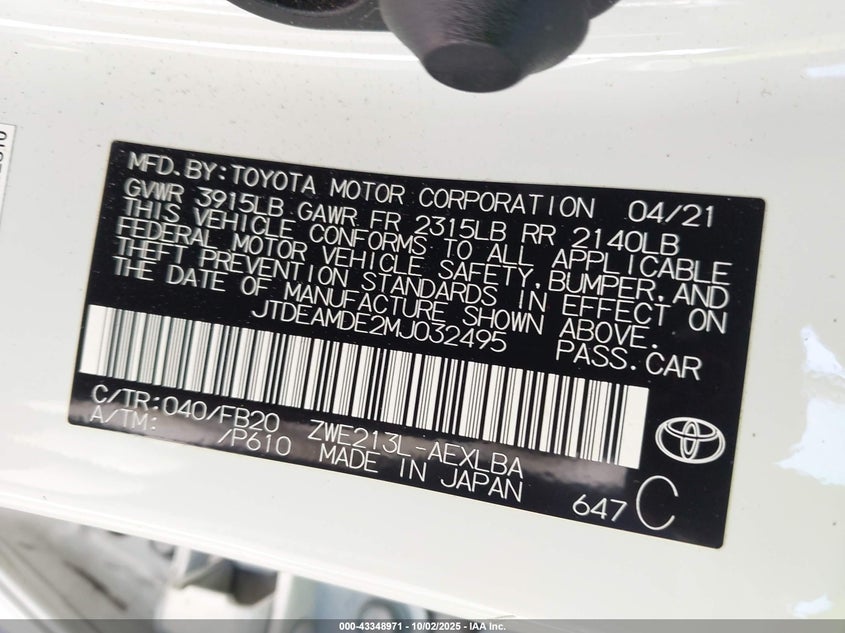 MFD.BY:TOYOTA MOTOR CORPORATION 04/21
GVWR 3915LB GAWR FR 2315LB RR 2140LB
THIS VEHICLE CONFORMS TO ALL APPLICABLE
FEDERAL MOTOR VEHICLE SAFETY,BUMPER,AND
THEFT PREVENTION STANDARDS IN EFFECT ON
THE DATE OF MANUFACTURE SHOWN ABOVE.
JTDEAMDE2MJ032495 PASS.CAR
C/TR:040/FB20 ZWE213L-AEXLBA
A/TM: /P610 MADE IN JAPAN
647 C
000-43348971 • 10/02/2025 - IAA Inc.